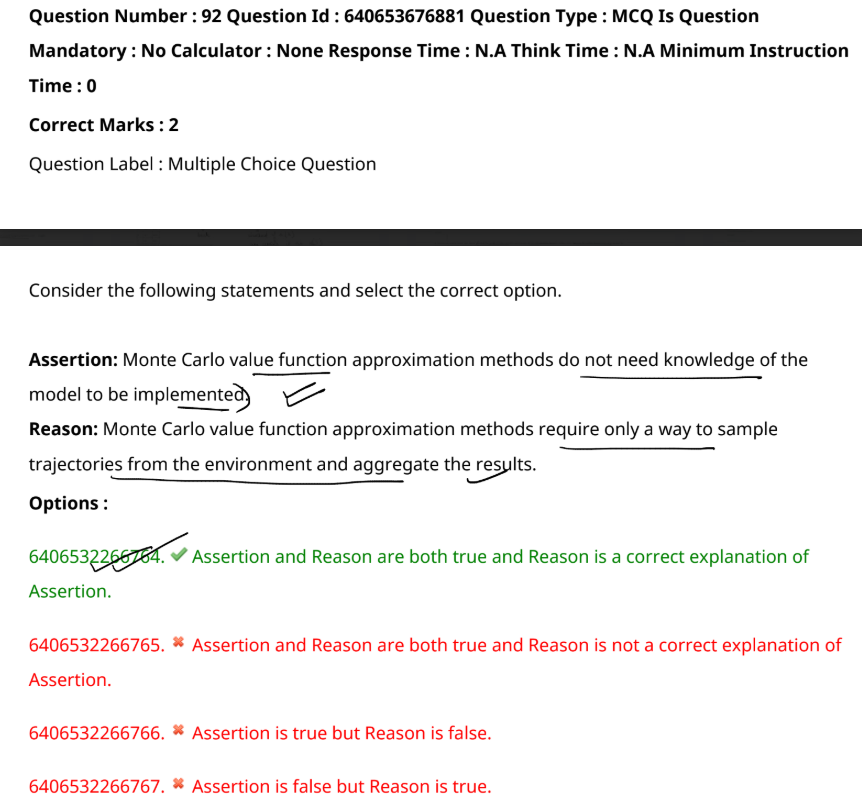 Question Number : 92 Question Id : 640653676881 Question Type : MCQ Is Question
Mandatory : No Calculator : None Response Time : N.A Think Time : N.A Minimum Instruction
Time : 0
Correct Marks : 2
Question Label : Multiple Choice Question
Consider the following statements and select the correct option.
Assertion: Monte Carlo value function approximation methods do not need knowledge of the
model to be implemented.
Reason: Monte Carlo value function approximation methods require only a way to sample
trajectories from the environment and aggregate the results.
Options :
6406532266764. ✔ Assertion and Reason are both true and Reason is a correct explanation of
Assertion.
6406532266765. ✖ Assertion and Reason are both true and Reason is not a correct explanation of
Assertion.
6406532266766. ✖ Assertion is true but Reason is false.
6406532266767. ✖ Assertion is false but Reason is true.